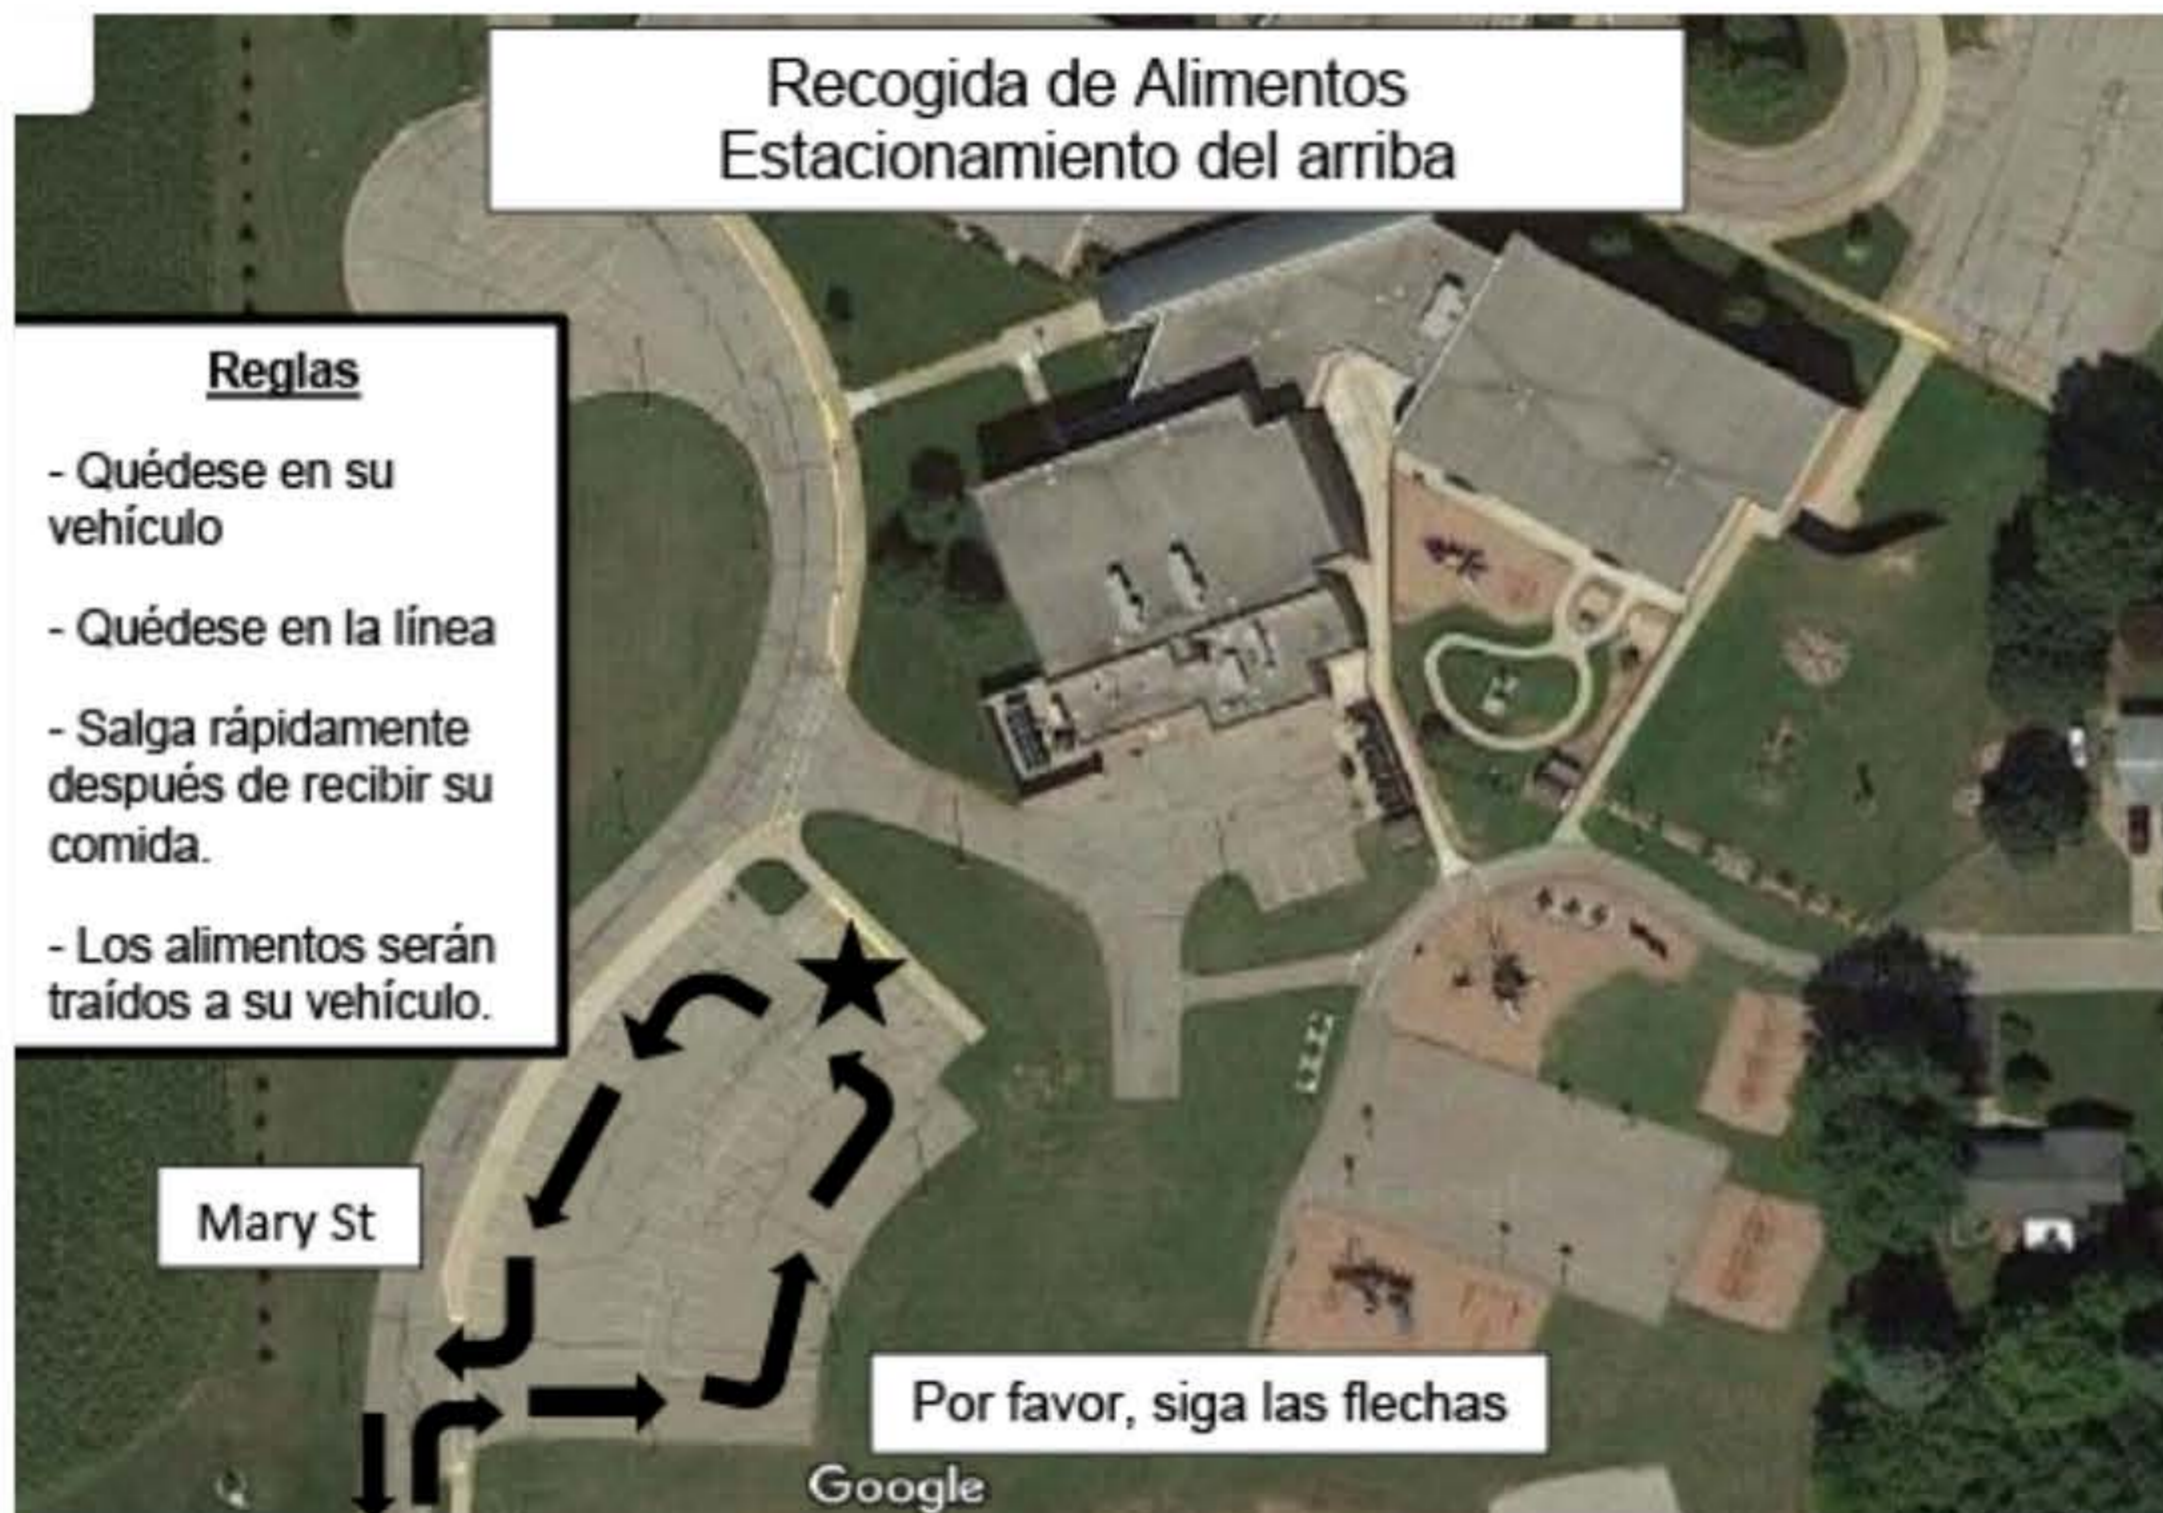 Recogida de Alimentos
Estacionamiento del arriba
Reglas
- Quédese en su
vehículo
- Quédese en la línea
- Salga rápidamente
después de recibir su
comida.
- Los alimentos serán
traídos a su vehículo.
Mary St
Por favor, siga las flechas
Google